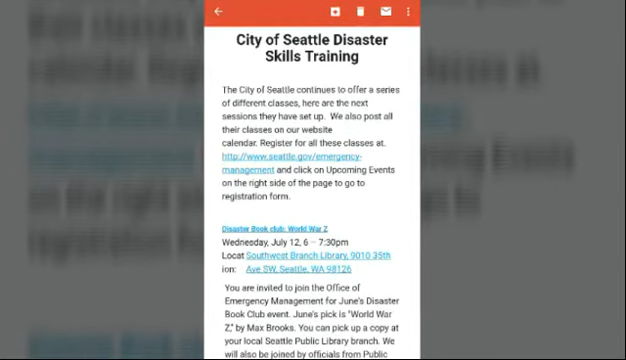 City of Seattle Disaster
Skills Training
The City of Seattle continues to offer a series
of different classes, here are the next
sessions they have set up. We also post all
their classes on our website
calendar. Register for all these classes at.
http://www.seattle.gov/emergency-
management and click on Upcoming Events
on the right side of the page to go to
registration form.
Disaster Book club: World War Z
Wednesday, July 12, 6 – 7:30pm
Locat Southwest Branch Library, 9010 35th
ion: Ave SW, Seattle, WA 98126
You are invited to join the Office of
Emergency Management for June's Disaster
Book Club event. June's pick is "World War
Z," by Max Brooks. You can pick up a copy at
your local Seattle Public Library branch. We
will also be joined by officials from Public